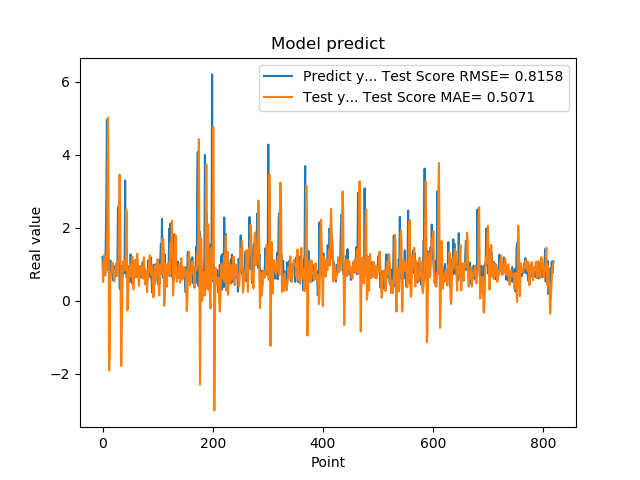 Model predict
Predict y... Test Score RMSE= 0.8158
Test y... Test Score MAE= 0.5071
Real value
6
4
2
0
−2
0 200 400 600 800
Point